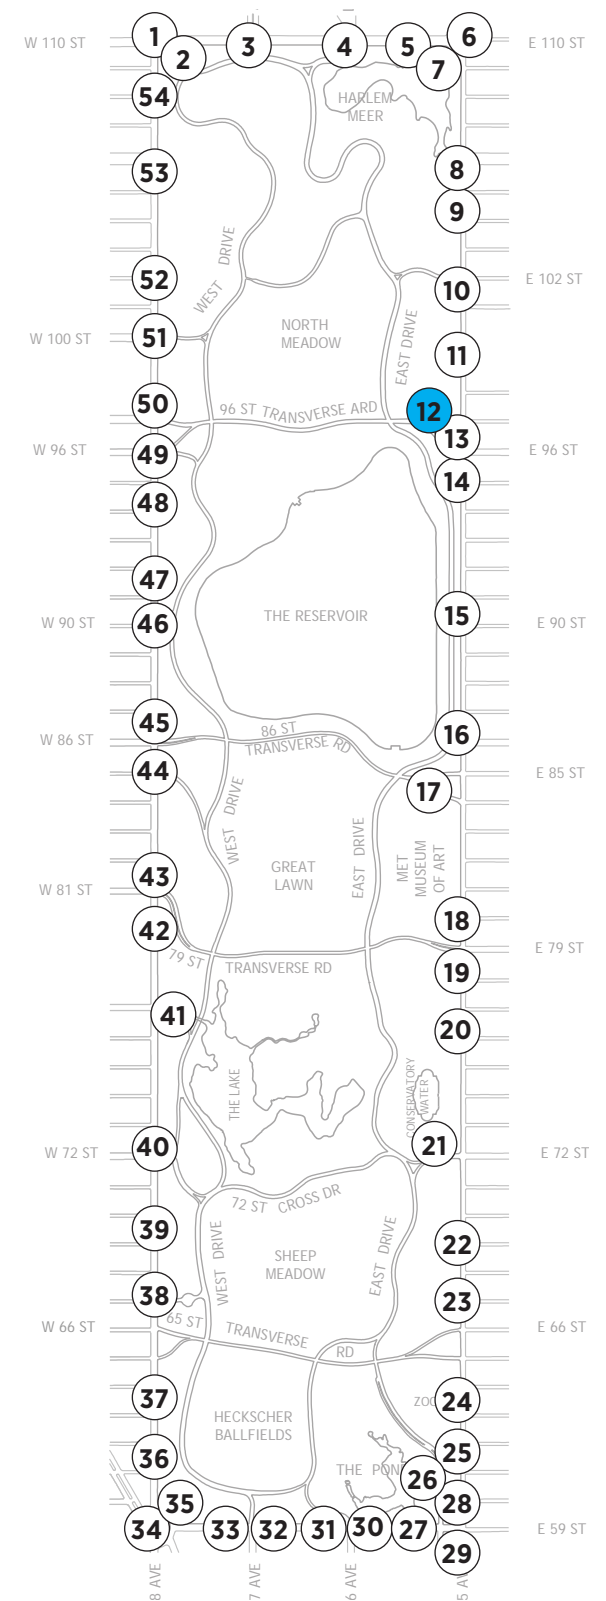 1
2
3
4
5
6
W 110 ST
E 110 ST
7
54
HARLEM
MEER
8
53
9
WEST DRIVE
52
10
E 102 ST
W 100 ST
51
NORTH
MEADOW
EAST DRIVE
11
50
96 ST TRANSVERSE ARD
12
13
W 96 ST
49
E 96 ST
14
48
47
W 90 ST
46
THE RESERVOIR
15
E 90 ST
45
86 ST
TRANSVERSE RD
16
W 86 ST
44
E 85 ST
17
WEST DRIVE
EAST DRIVE
MET
MUSEUM
OF ART
GREAT
LAWN
43
W 81 ST
18
42
79 ST
TRANSVERSE RD
E 79 ST
19
41
20
THE LAKE
CONSERVATORY
WATER
W 72 ST
40
21
E 72 ST
72 ST CROSS DR
39
WEST DRIVE
EAST DRIVE
22
SHEEP
MEADOW
38
23
65 ST
TRANSVERSE
RD
W 66 ST
E 66 ST
37
ZOO
24
HECKSCHER
BALLFIELDS
36
25
THE POND
26
35
28
34
33
32
31
30
27
E 59 ST
29
8 AVE
7 AVE
6 AVE
5 AV